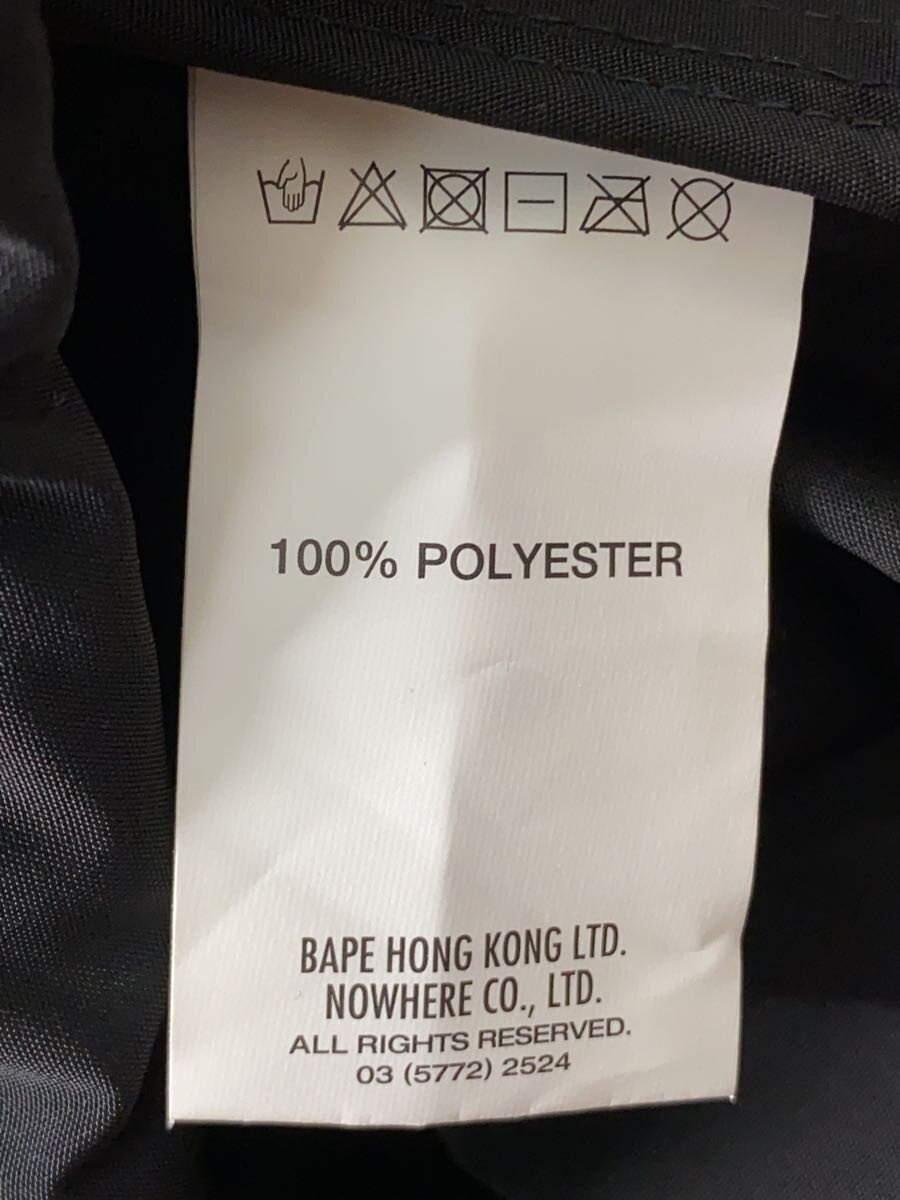 100% POLYESTER
BAPE HONG KONG LTD.
NOWHERE CO., LTD.
ALL RIGHTS RESERVED.
03 (5772) 2524